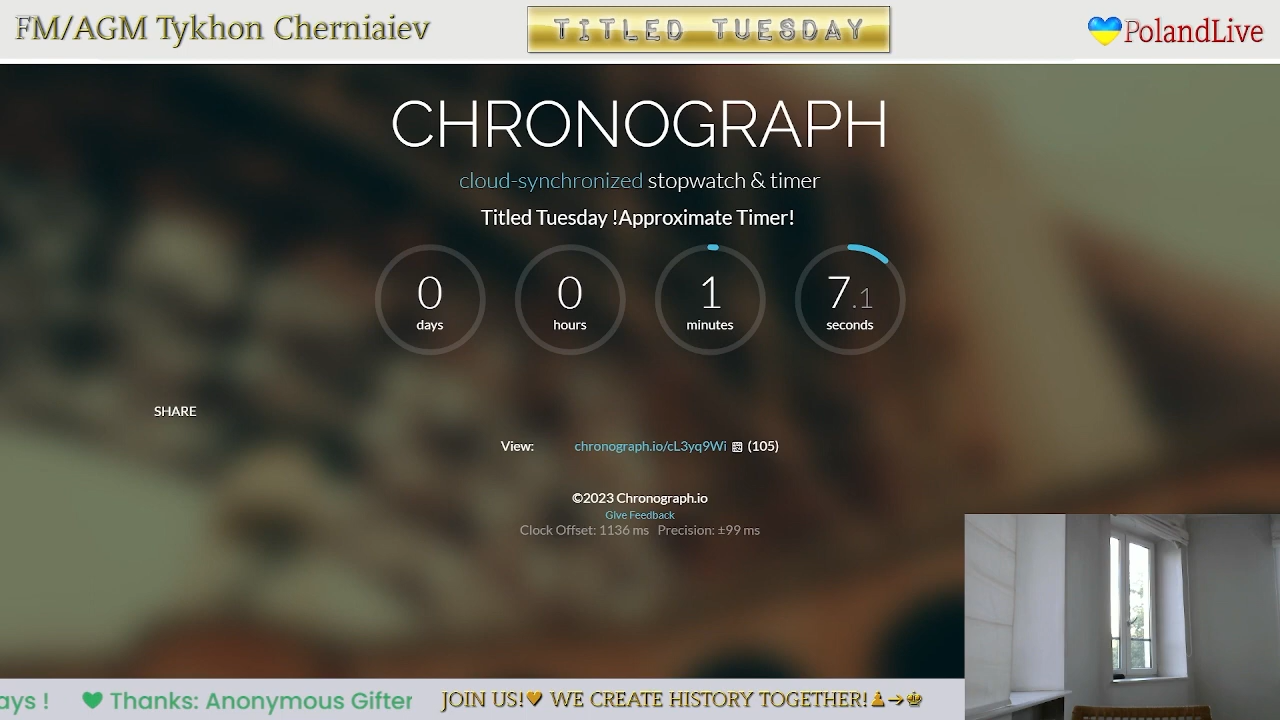 FM/AGM Tykhon Cherniaiev
TITLED TUESDAY
PolandLive
CHRONOGRAPH
cloud-synchronized stopwatch & timer
Titled Tuesday !Approximate Timer!
0 0 1 7.1
days hours minutes seconds
SHARE
View: chronograph.io/cL3yq9Wi (105)
©2023 Chronograph.io
Give Feedback
Clock Offset: 1136 ms Precision: ±99 ms
ays ! Thanks: Anonymous Gifter JOIN US! WE CREATE HISTORY TOGETHER!